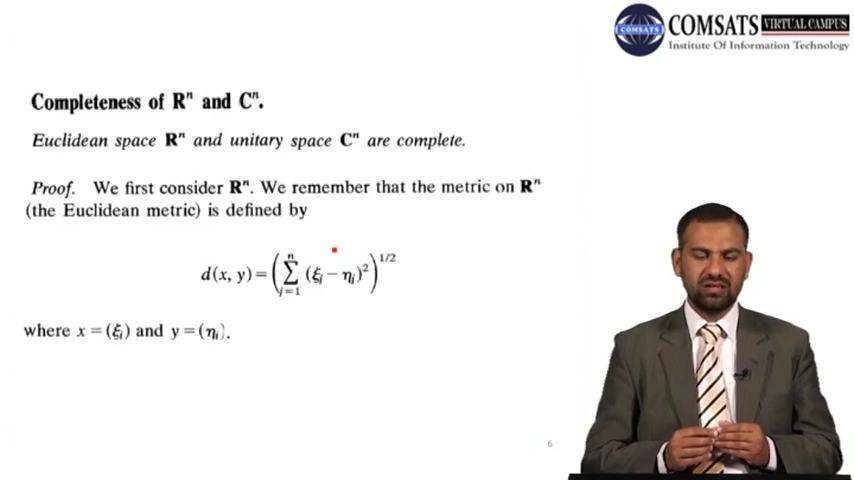 COMSATS VIRTUAL CAMPUS
COMSATS
Institute Of Information Technology
Completeness of Rⁿ and Cⁿ.
Euclidean space Rⁿ and unitary space Cⁿ are complete.
Proof. We first consider Rⁿ. We remember that the metric on Rⁿ
(the Euclidean metric) is defined by
d(x, y) = (∑ⁿⱼ₌₁ (ξⱼ − ηⱼ)²)^1/2
where x = (ξⱼ) and y = (ηⱼ).
6